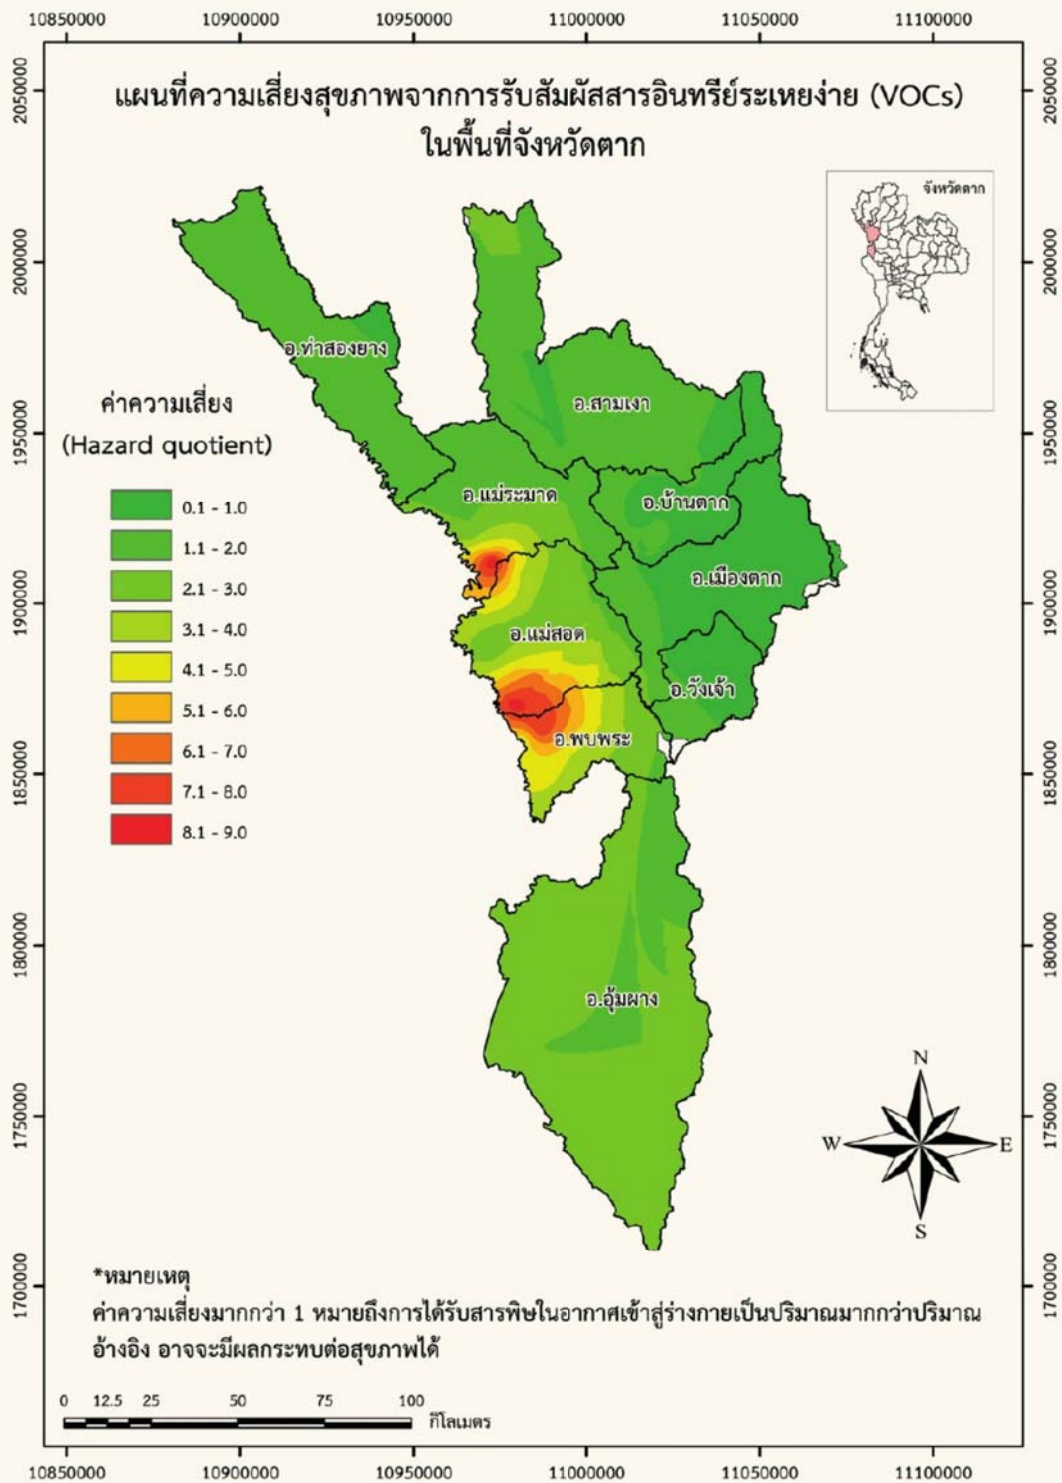 10850000 10900000 10950000 11000000 11050000 11100000
แผนที่ความเสี่ยงสุขภาพจากการรับสัมผัสสารอินทรีย์ระเหยง่าย (VOCs)
ในพื้นที่จังหวัดตาก
จังหวัดตาก
2050000 2050000
2000000 2000000
1950000 1950000
1900000 1900000
1850000 1850000
1800000 1800000
1750000 1750000
1700000 1700000
อ.ท่าสองยาง
อ.สามเงา
อ.แม่ระมาด
อ.บ้านตาก
อ.เมืองตาก
อ.แม่สอด
อ.วังเจ้า
อ.พบพระ
อ.อุ้มผาง
ค่าความเสี่ยง
(Hazard quotient)
0.1 - 1.0
1.1 - 2.0
2.1 - 3.0
3.1 - 4.0
4.1 - 5.0
5.1 - 6.0
6.1 - 7.0
7.1 - 8.0
8.1 - 9.0
N
W E
S
*หมายเหตุ
ค่าความเสี่ยงมากกว่า 1 หมายถึงการได้รับสารพิษในอากาศเข้าสู่ร่างกายเป็นปริมาณมากกว่าปริมาณ
อ้างอิง อาจจะมีผลกระทบต่อสุขภาพได้
0 12.5 25 50 75 100
กิโลเมตร
10850000 10900000 10950000 11000000 11050000 11100000